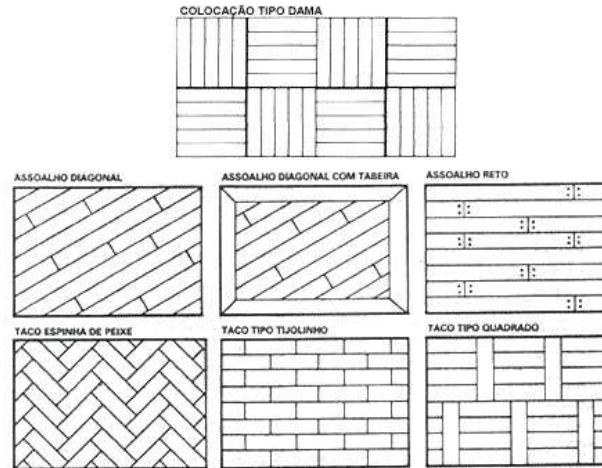 COLOCAÇÃO TIPO DAMA
ASSOALHO DIAGONAL
ASSOALHO DIAGONAL COM TABEIRA
ASSOALHO RETO
TACO ESPINHA DE PEIXE
TACO TIPO TIJOLINHO
TACO TIPO QUADRADO